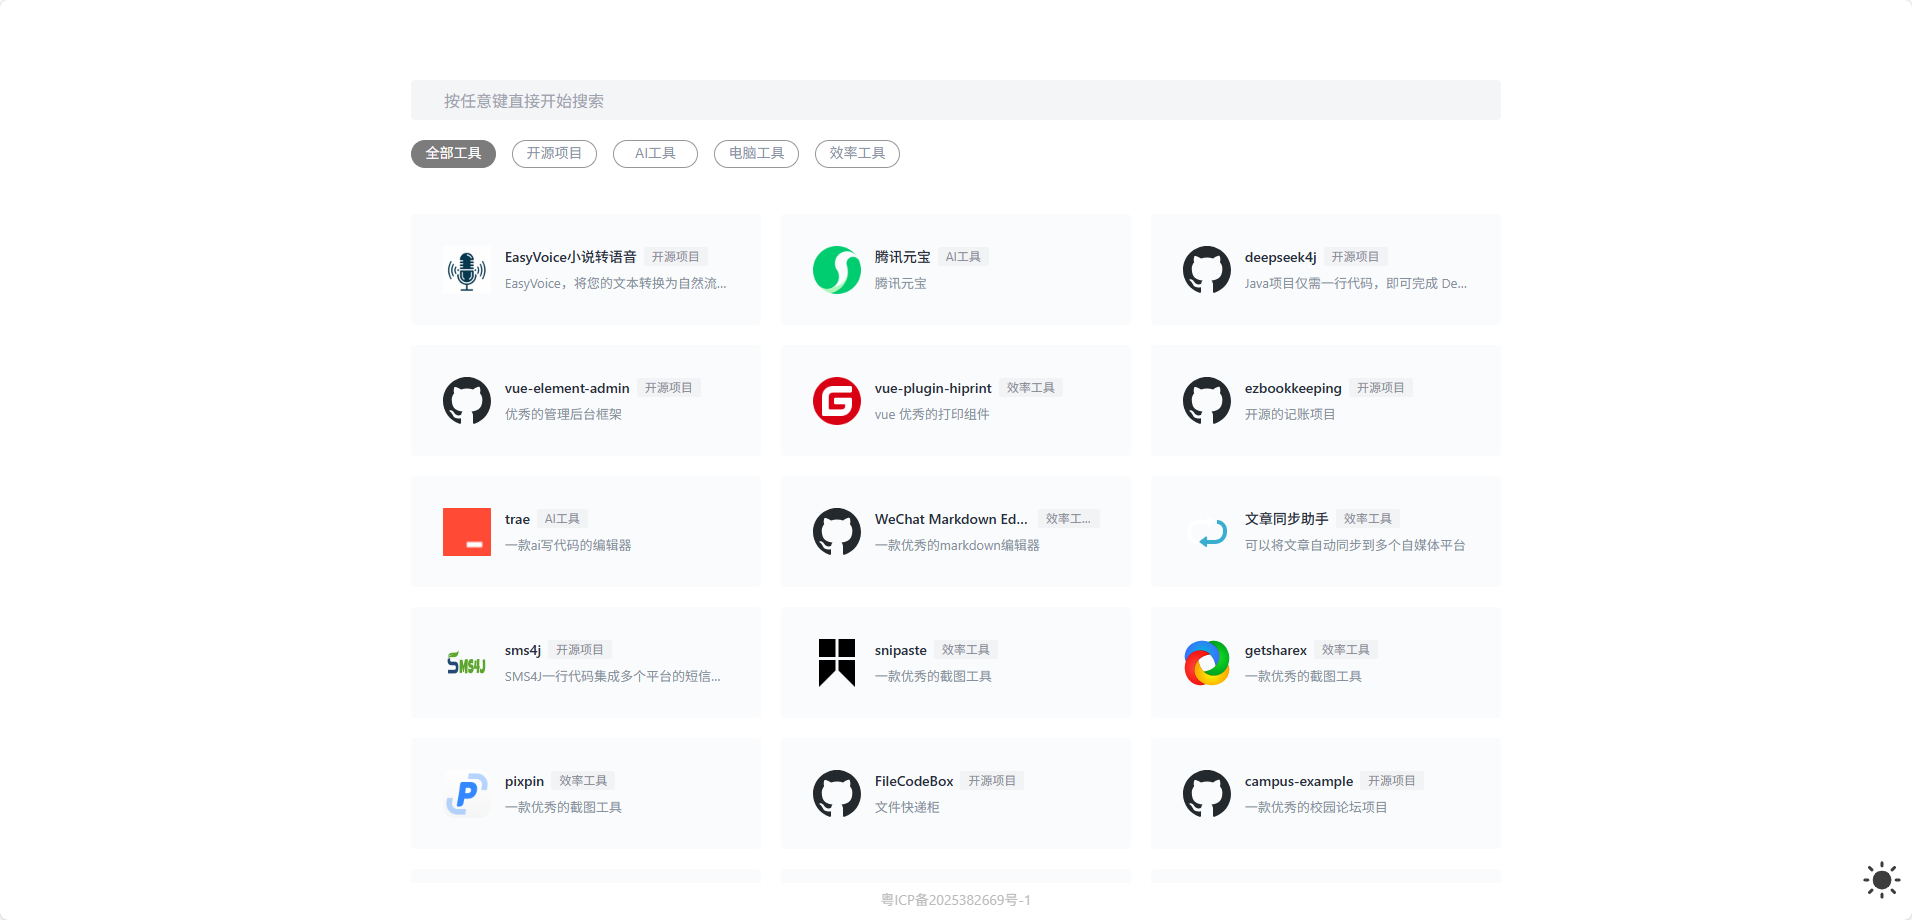 按任意键直接开始搜索
全部工具 开源项目 AI工具 电脑工具 效率工具
EasyVoice小说转语音 开源项目
EasyVoice，将您的文本转换为自然流...
腾讯元宝 AI工具
腾讯元宝
deepseek4j 开源项目
Java项目仅需一行代码，即可完成 De...
vue-element-admin 开源项目
优秀的管理后台框架
vue-plugin-hiprint 效率工具
vue 优秀的打印组件
ezbookkeeping 开源项目
开源的记账项目
trae AI工具
一款ai写代码的编辑器
WeChat Markdown Ed... 效率工...
一款优秀的markdown编辑器
文章同步助手 效率工具
可以将文章自动同步到多个自媒体平台
SMS4J
sms4j 开源项目
SMS4J一行代码集成多个平台的短信...
snipaste 效率工具
一款优秀的截图工具
getsharex 效率工具
一款优秀的截图工具
pixpin 效率工具
一款优秀的截图工具
FileCodeBox 开源项目
文件快递柜
campus-example 开源项目
一款优秀的校园论坛项目
粤ICP备2025382669号-1